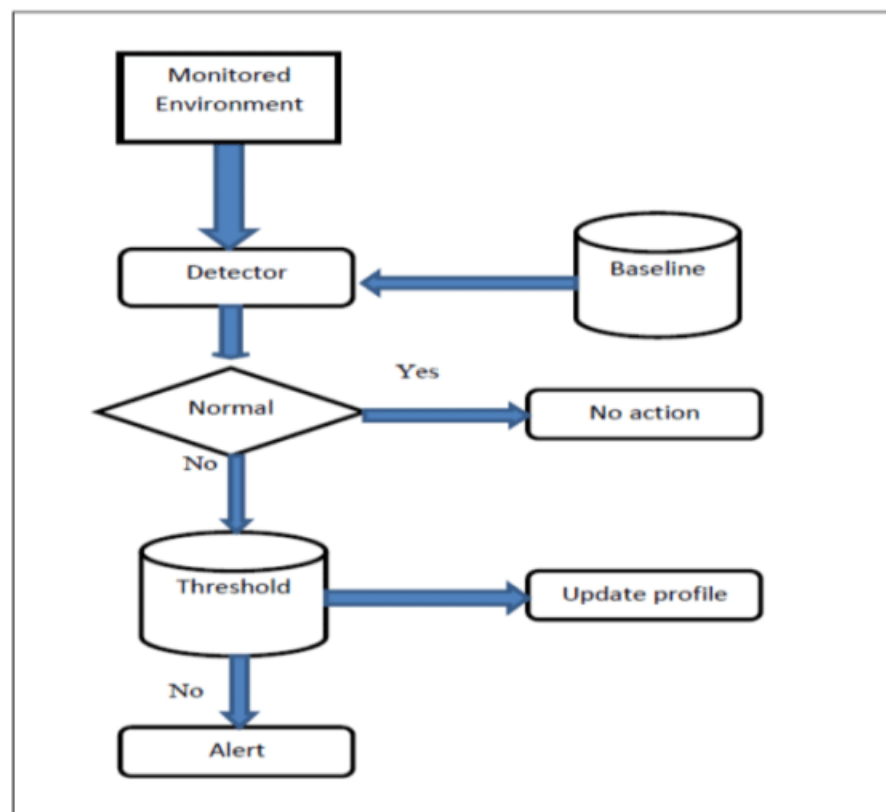 Monitored
Environment
Detector
Baseline
Yes
Normal
No action
No
Threshold
Update profile
No
Alert